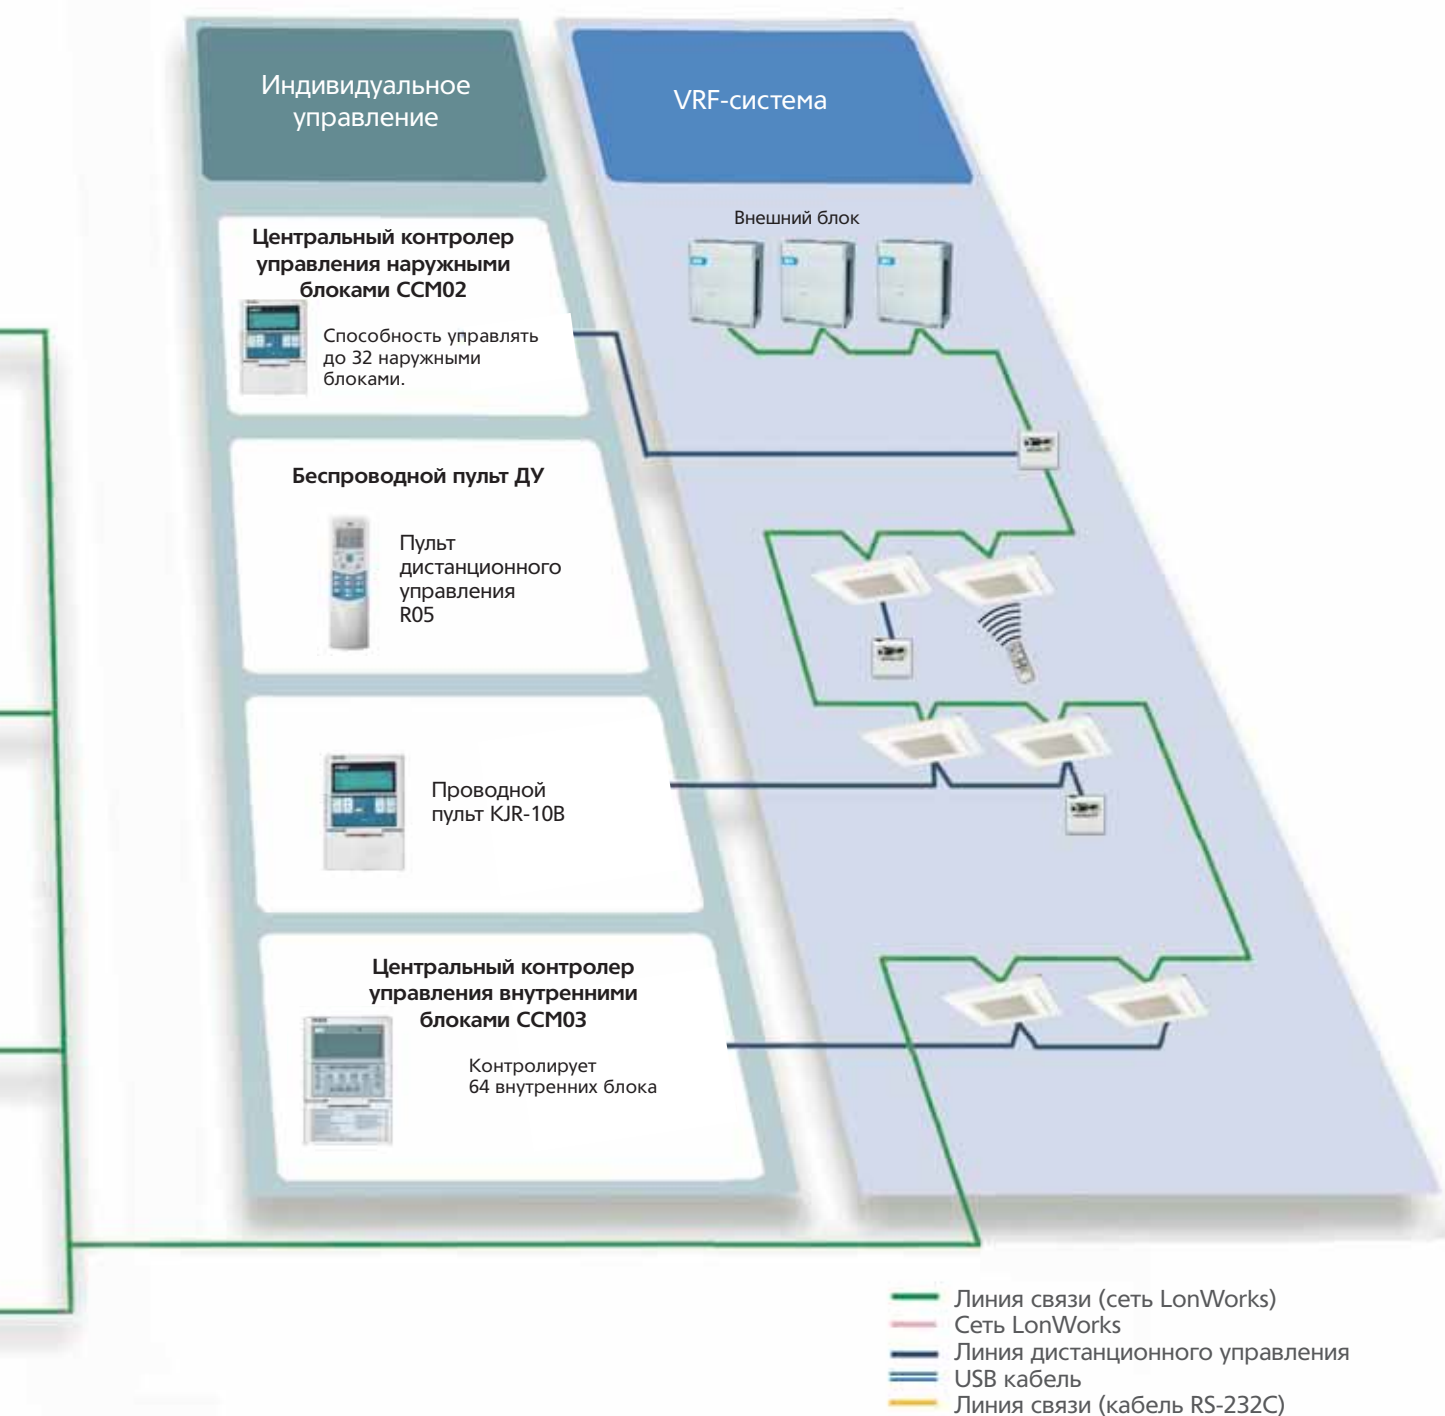 Индивидуальное
управление
VRF-система
Центральный контролер
управления наружными
блоками CCM02
Способность управлять
до 32 наружными
блоками.
Беспроводной пульт ДУ
Пульт
дистанционного
управления
R05
Проводной
пульт KJR-10B
Центральный контролер
управления внутренними
блоками CCM03
Контролирует
64 внутренних блока
Внешний блок
Линия связи (сеть LonWorks)
Сеть LonWorks
Линия дистанционного управления
USB кабель
Линия связи (кабель RS-232C)